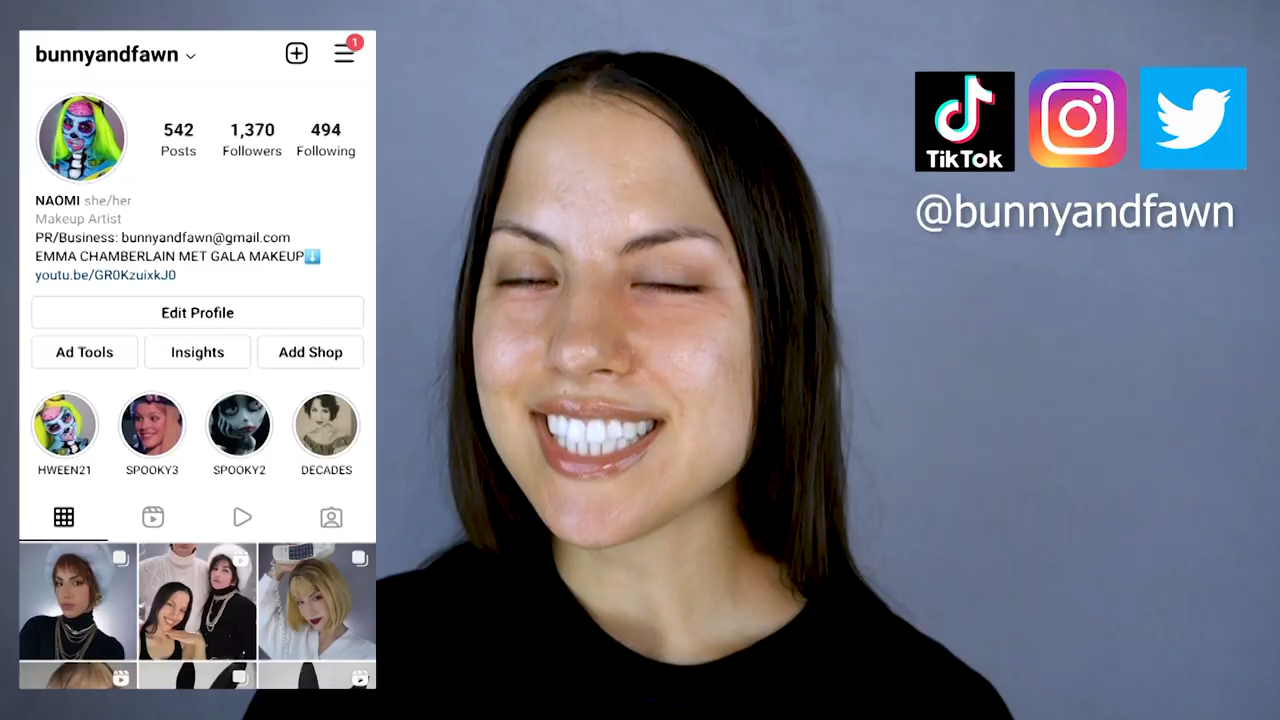 bunnyandfawn
1
542 1,370 494
Posts Followers Following
NAOMI she/her
Makeup Artist
PR/Business: bunnyandfawn@gmail.com
EMMA CHAMBERLAIN MET GALA MAKEUP⬇️
youtu.be/GR0KzuixkJ0
Edit Profile
Ad Tools Insights Add Shop
HWEEN21 SPOOKY3 SPOOKY2 DECADES
TikTok
@bunnyandfawn